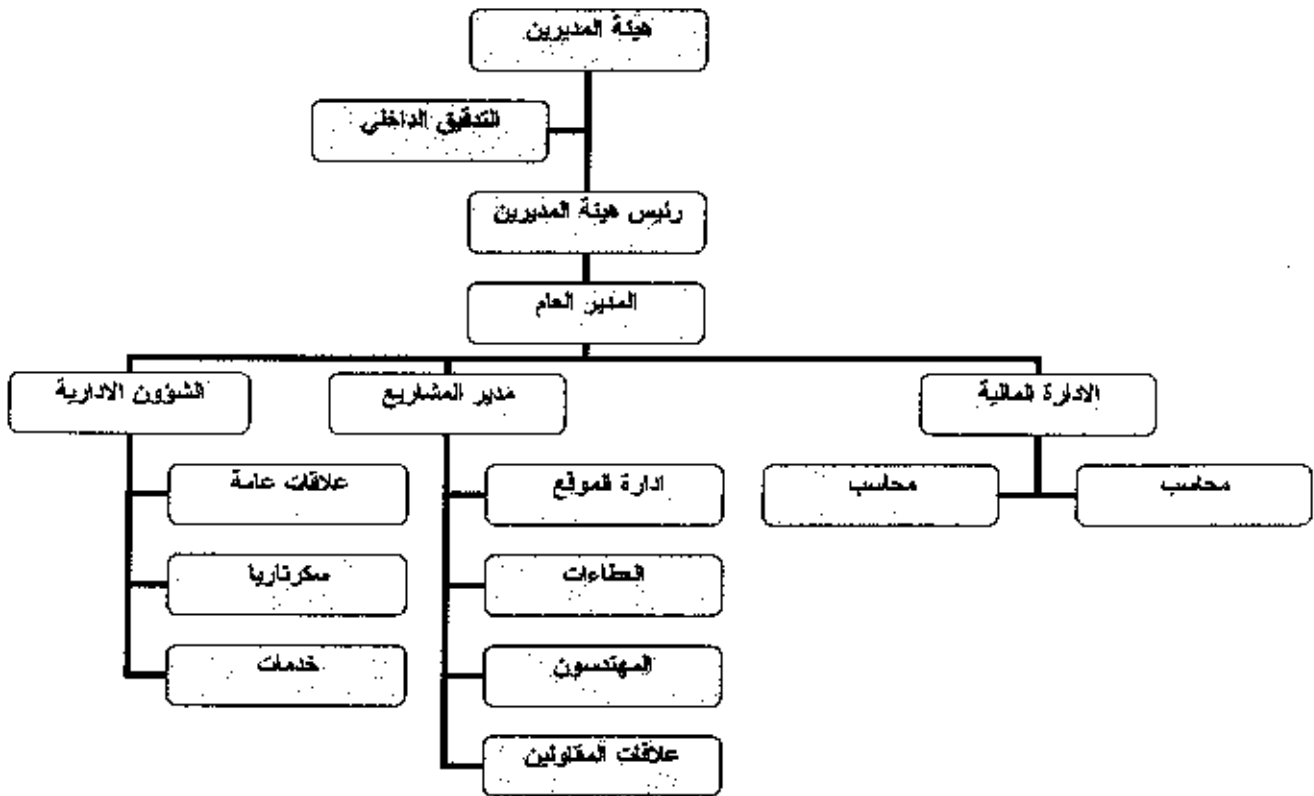 هيئة المديرين
التدقيق الداخلي
رئيس هيئة المديرين
المدير العام
الادارة المالية
مدير المشاريع
الشؤون الادارية
محاسب
محاسب
ادارة الموقع
علاقات عامة
العطاءات
سكرتاريا
المهندسون
خدمات
علاقات المقاولين